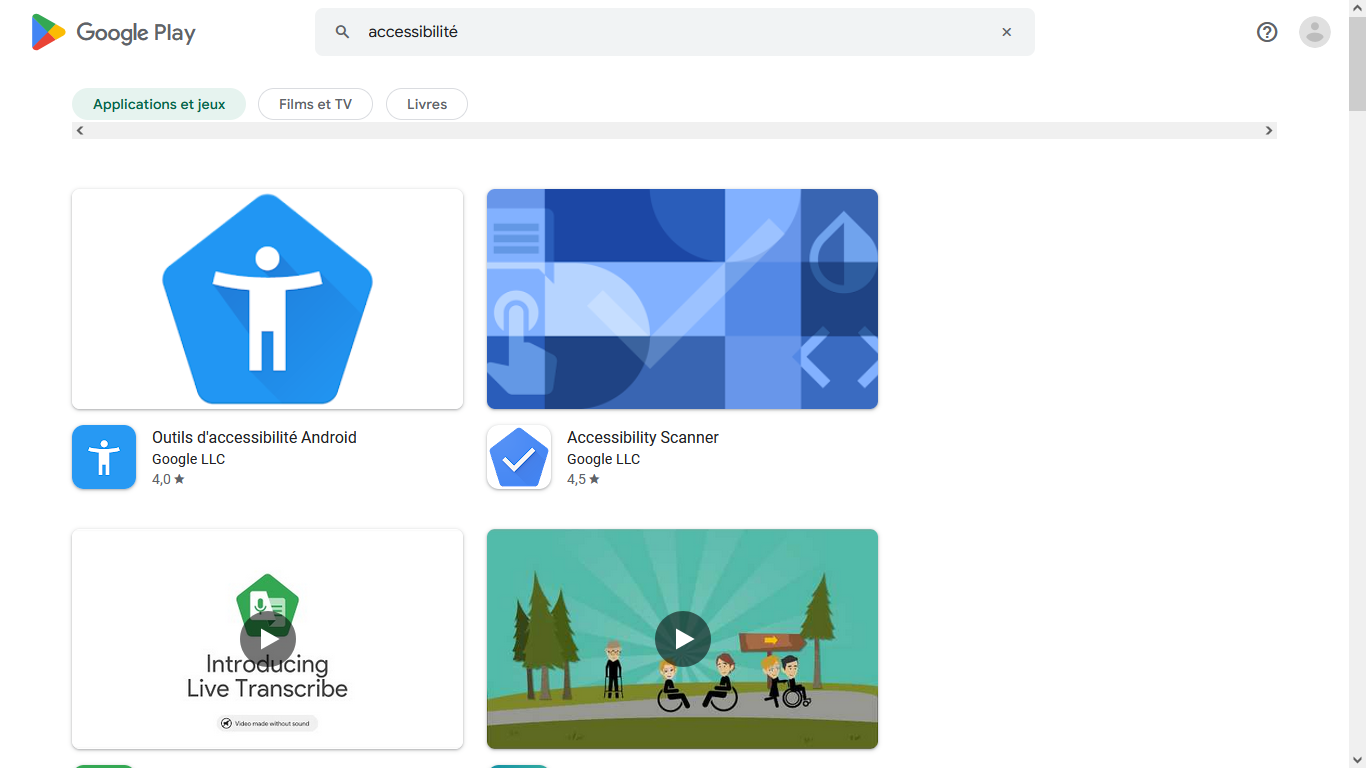 Google Play
accessibilité
Applications et jeux
Films et TV
Livres
Outils d'accessibilité Android
Google LLC
4,0 ★
Accessibility Scanner
Google LLC
4,5 ★
Introducing
Live Transcribe
Video made without sound